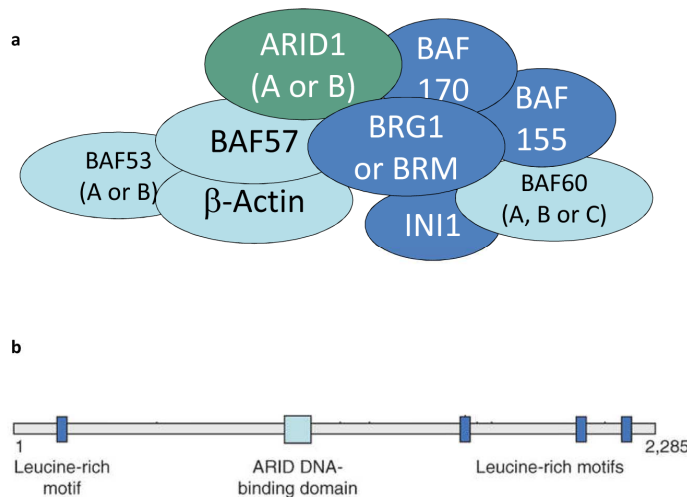 a
ARID1
(A or B)
BAF
170
BAF
155
BAF57
BRG1
or BRM
BAF53
(A or B)
β-Actin
BAF60
(A, B or C)
INI1
b
1
2,285
Leucine-rich
motif
ARID DNA-
binding domain
Leucine-rich motifs